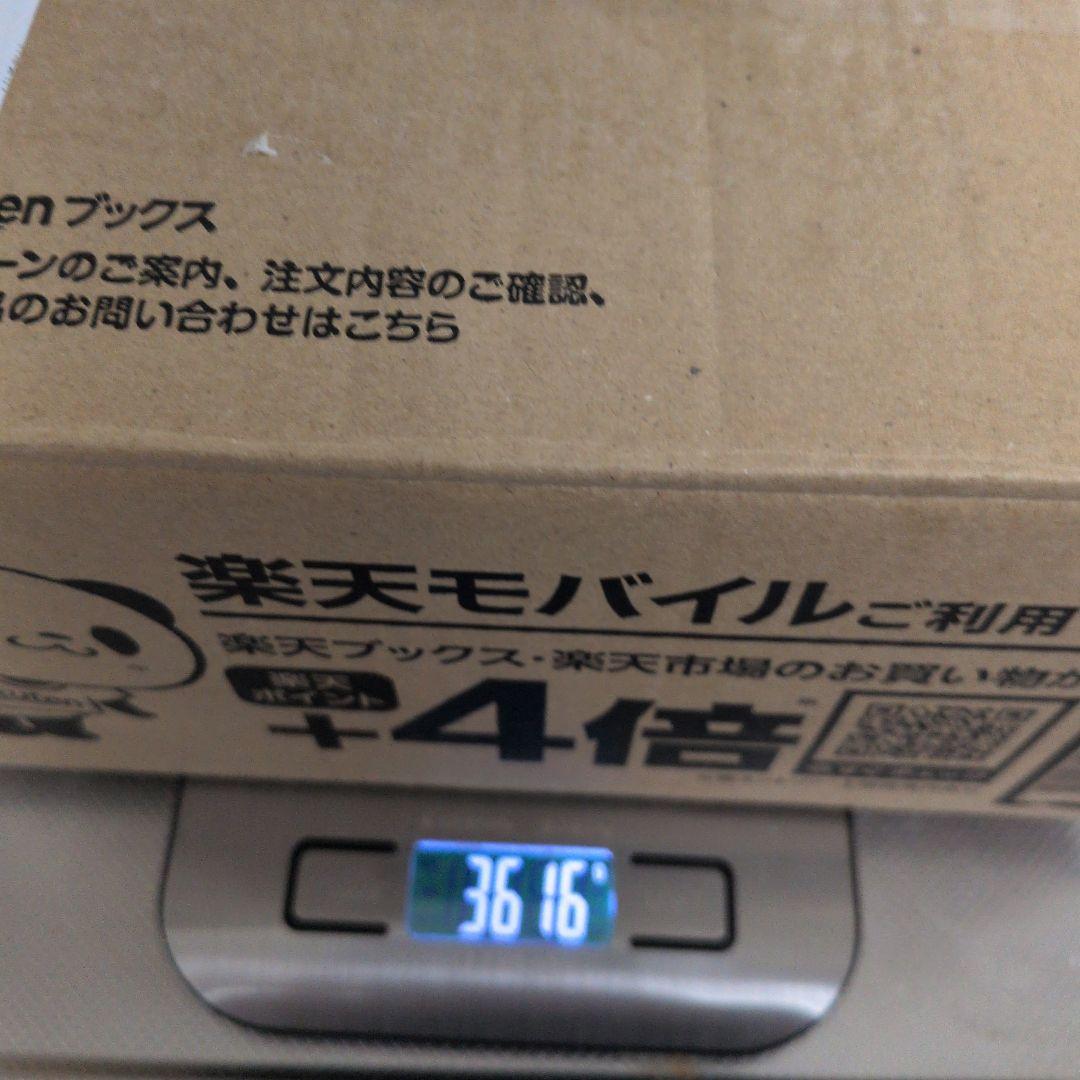 en ブックス
ーンのご案内、注文内容のご確認、
のお問い合わせはこちら
楽天モバイルご利用
楽天ブックス・楽天市場のお買い物が
楽天
ポイント
+4倍
3616